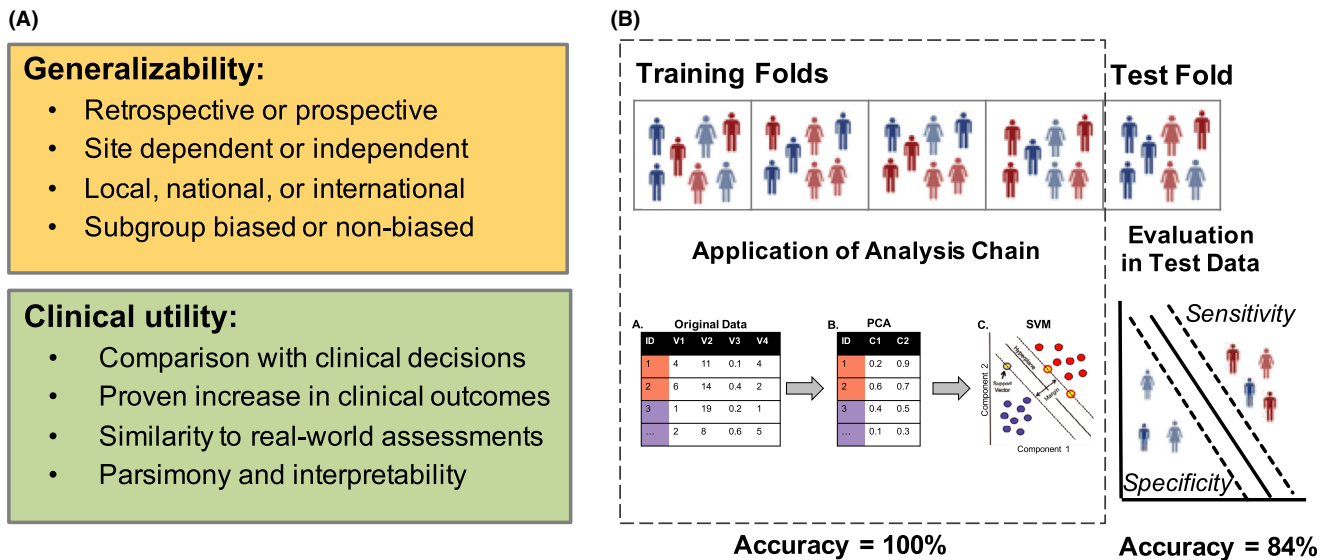 (A)
Generalizability:
• Retrospective or prospective
• Site dependent or independent
• Local, national, or international
• Subgroup biased or non-biased
Clinical utility:
• Comparison with clinical decisions
• Proven increase in clinical outcomes
• Similarity to real-world assessments
• Parsimony and interpretability
(B)
Training Folds
Test Fold
Application of Analysis Chain
A. Original Data
ID V1 V2 V3 V4
1 4 11 0.1 4
2 6 14 0.4 2
3 1 19 0.2 1
... 2 8 0.6 5
B. PCA
ID C1 C2
1 0.2 0.9
2 0.6 0.7
3 0.4 0.5
... 0.1 0.3
C. SVM
Component 2
Hyperplane
Support
Vector
Margin
Component 1
Accuracy = 100%
Evaluation
in Test Data
Sensitivity
Specificity
Accuracy = 84%